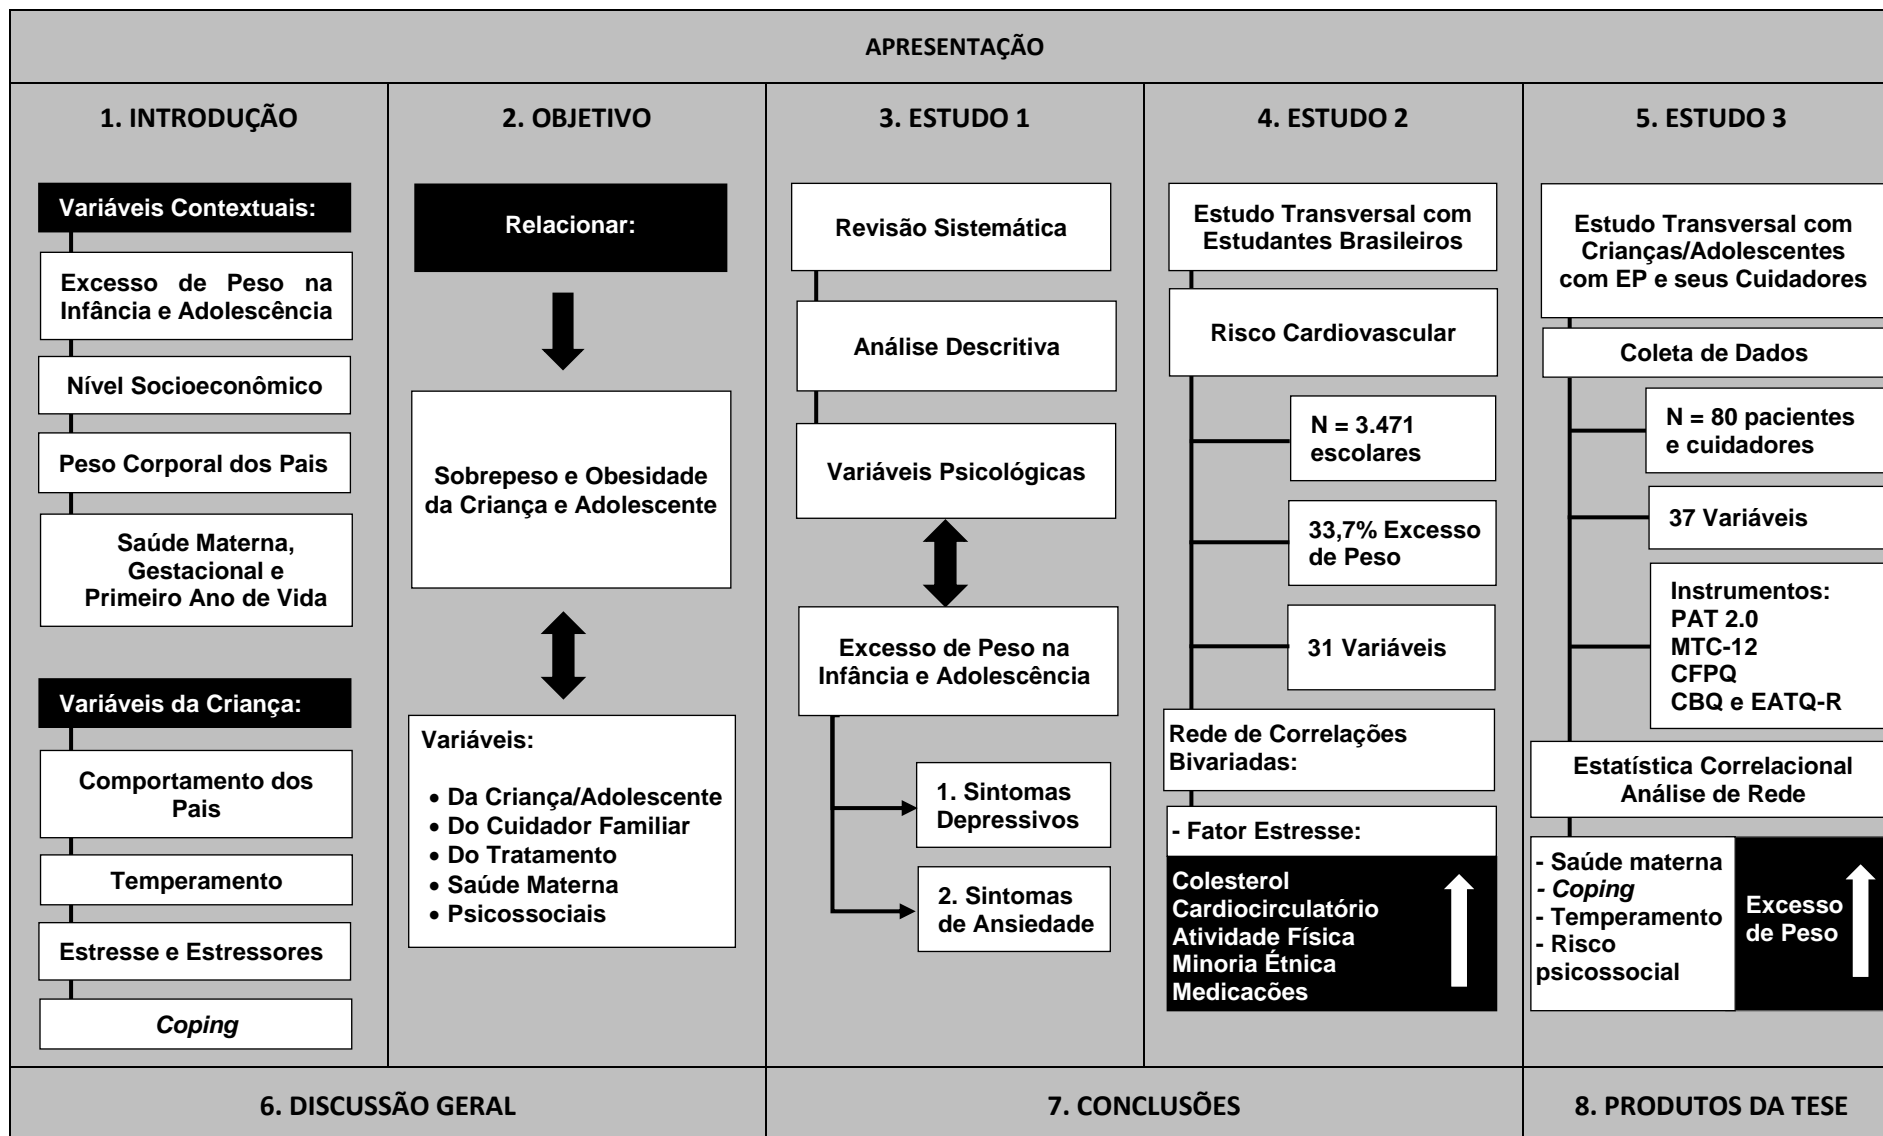 APRESENTAÇÃO
1. INTRODUÇÃO
Variáveis Contextuais:
Excesso de Peso na
Infância e Adolescência
Nível Socioeconômico
Peso Corporal dos Pais
Saúde Materna,
Gestacional e
Primeiro Ano de Vida
Variáveis da Criança:
Comportamento dos
Pais
Temperamento
Estresse e Estressores
Coping
2. OBJETIVO
Relacionar:
Sobrepeso e Obesidade
da Criança e Adolescente
Variáveis:
• Da Criança/Adolescente
• Do Cuidador Familiar
• Do Tratamento
• Saúde Materna
• Psicossociais
3. ESTUDO 1
Revisão Sistemática
Análise Descritiva
Variáveis Psicológicas
Excesso de Peso na
Infância e Adolescência
1. Sintomas
Depressivos
2. Sintomas
de Ansiedade
4. ESTUDO 2
Estudo Transversal com
Estudantes Brasileiros
Risco Cardiovascular
N = 3.471
escolares
33,7% Excesso
de Peso
31 Variáveis
Rede de Correlações
Bivariadas:
- Fator Estresse:
Colesterol
Cardiocirculatório
Atividade Física
Minoria Étnica
Medicações
5. ESTUDO 3
Estudo Transversal com
Crianças/Adolescentes
com EP e seus Cuidadores
Coleta de Dados
N = 80 pacientes
e cuidadores
37 Variáveis
Instrumentos:
PAT 2.0
MTC-12
CFPQ
CBQ e EATQ-R
Estatística Correlacional
Análise de Rede
- Saúde materna
- Coping
- Temperamento
- Risco
psicossocial
Excesso
de Peso
6. DISCUSSÃO GERAL
7. CONCLUSÕES
8. PRODUTOS DA TESE